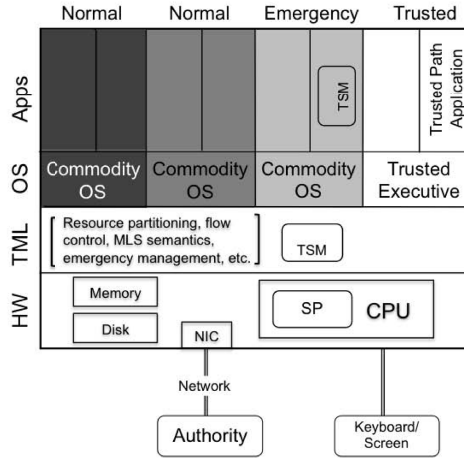 Normal
Normal
Emergency
Trusted
Apps
TSM
Trusted Path
Application
OS
Commodity
OS
Commodity
OS
Commodity
OS
Trusted
Executive
TML
Resource partitioning, flow
control, MLS semantics,
emergency management, etc.
TSM
HW
Memory
Disk
NIC
SP
CPU
Network
Authority
Keyboard/
Screen